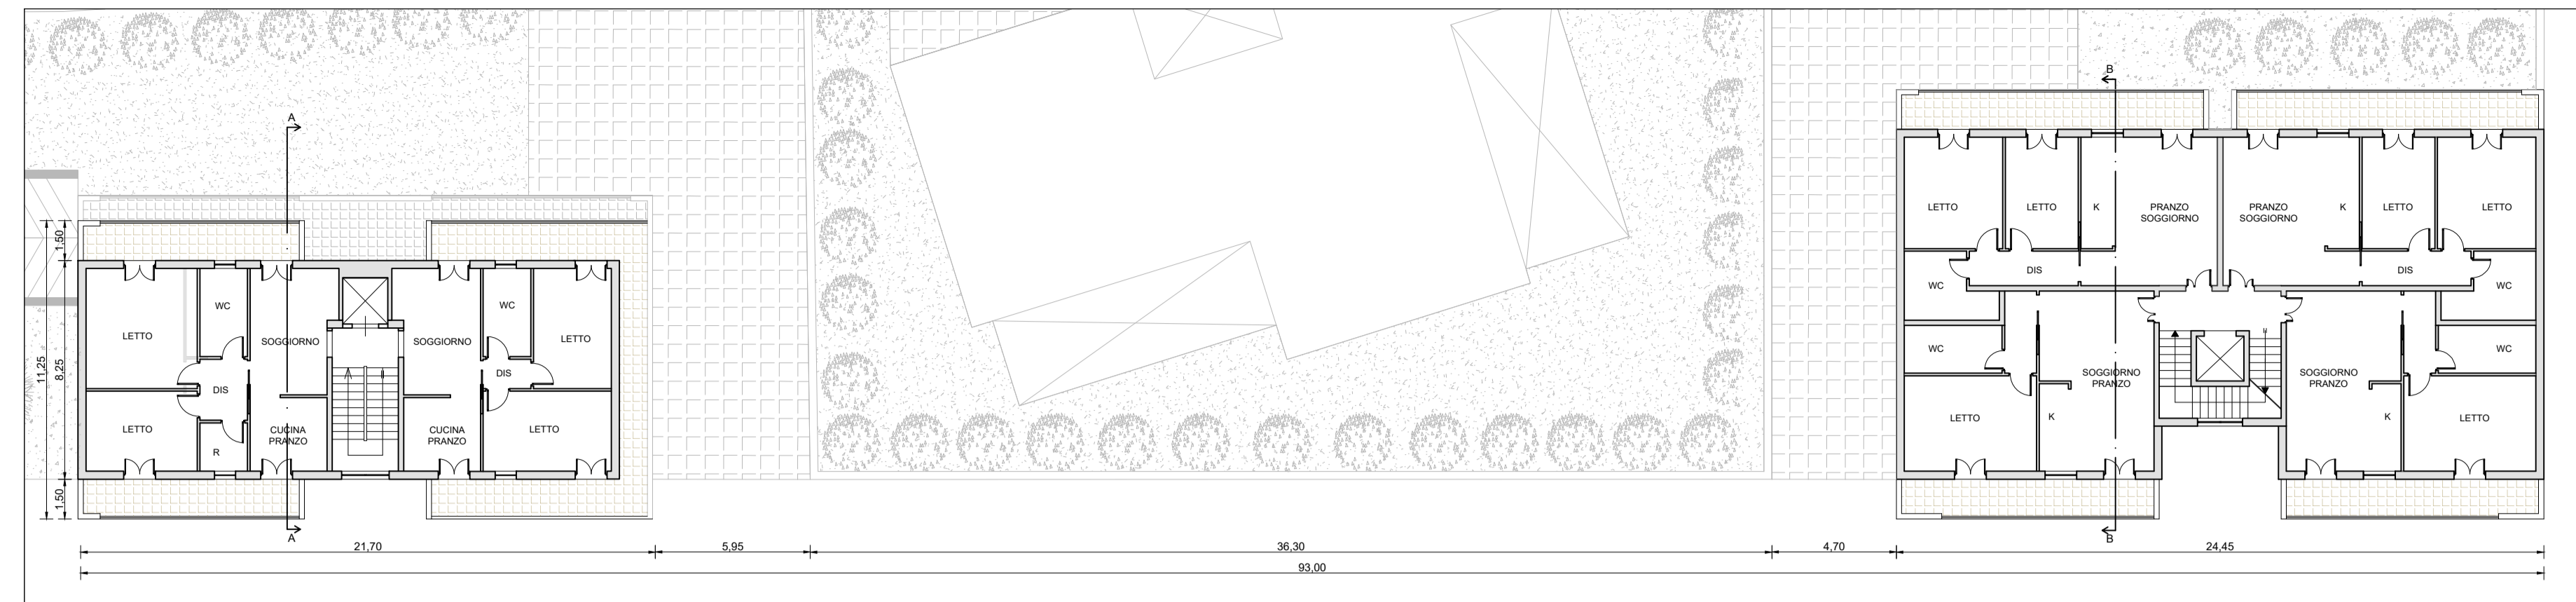 A
A
11,25
1,50
8,25
1,50
LETTO
WC
SOGGIORNO
DIS
LETTO
R
CUCINA
PRANZO
SOGGIORNO
WC
LETTO
DIS
CUCINA
PRANZO
LETTO
B
LETTO
LETTO
K
PRANZO
SOGGIORNO
PRANZO
SOGGIORNO
K
LETTO
LETTO
DIS
DIS
WC
WC
WC
WC
SOGGIORNO
PRANZO
SOGGIORNO
PRANZO
LETTO
K
K
LETTO
B
21,70
5,95
36,30
4,70
24,45
93,00